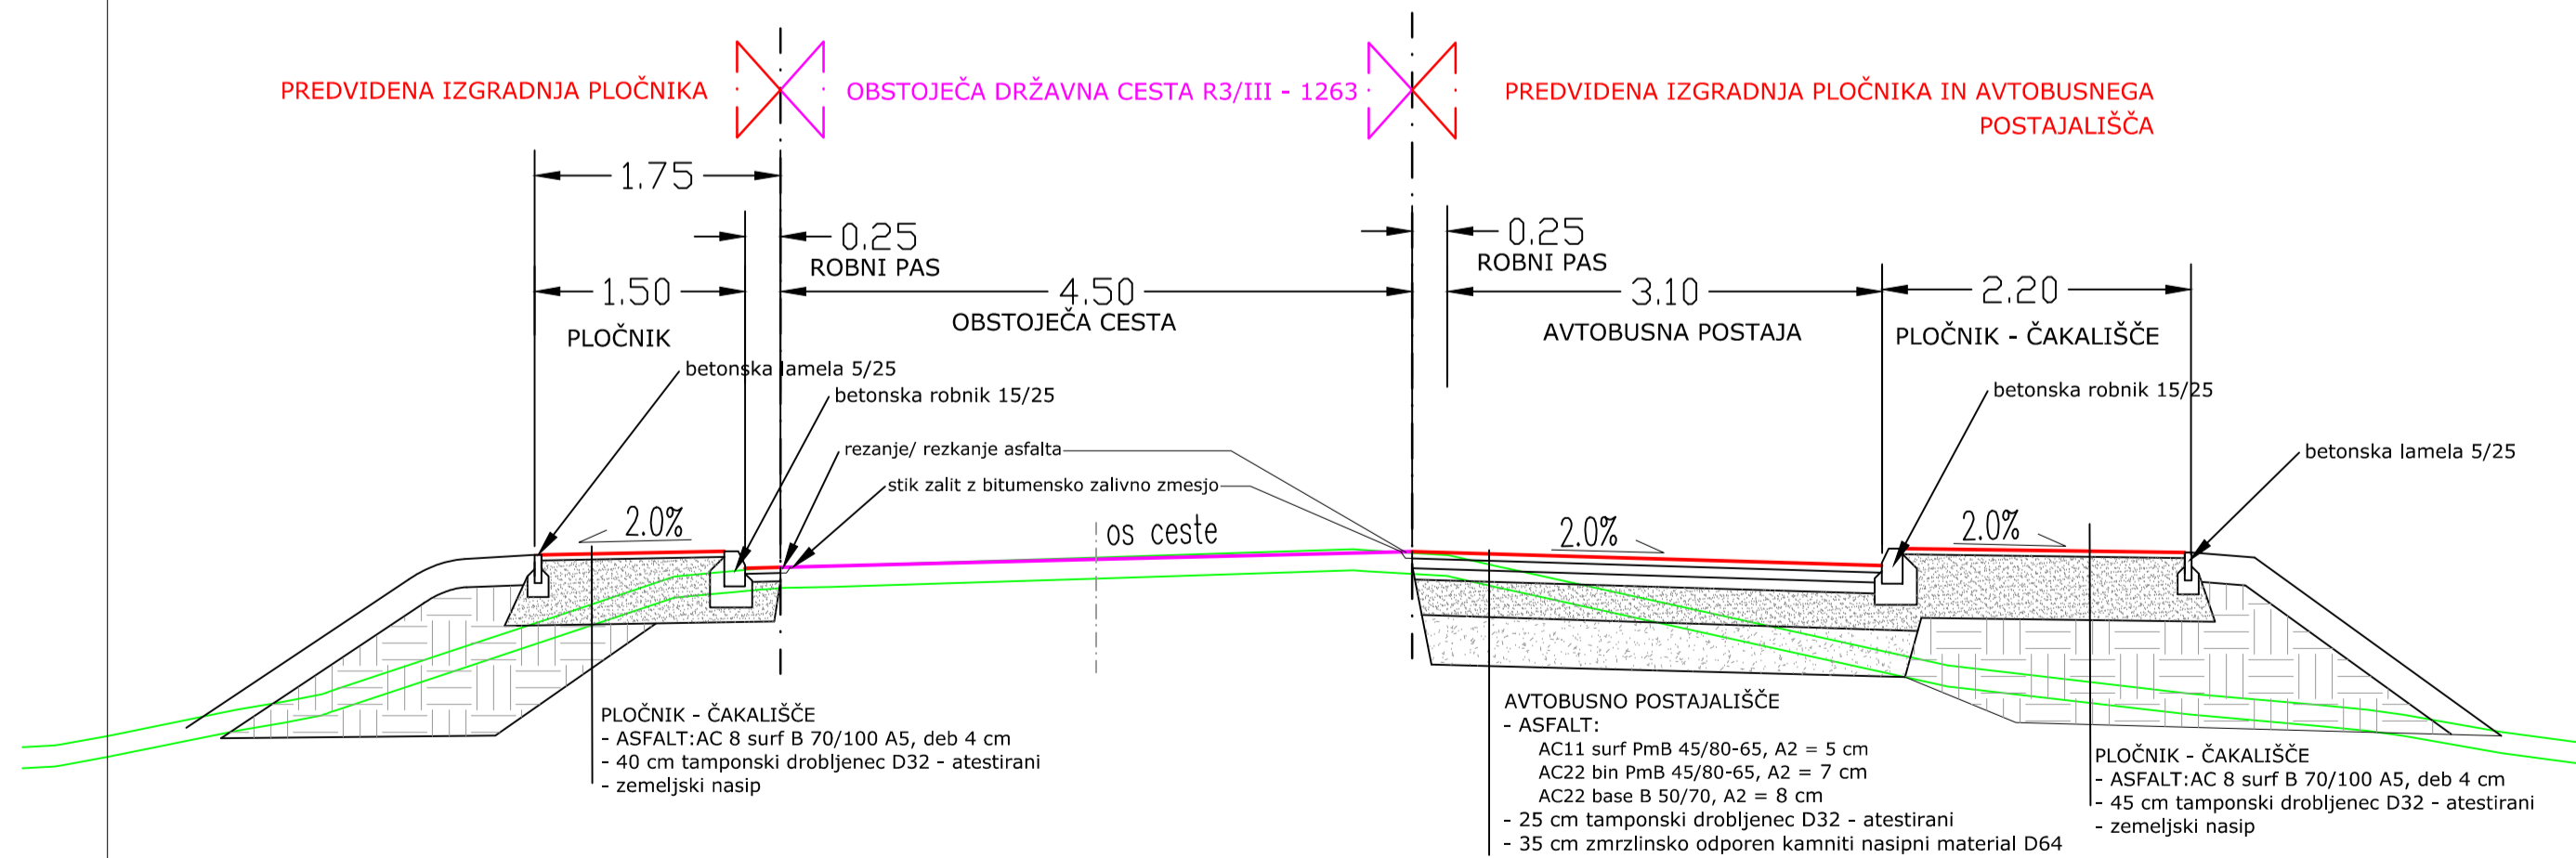 PREDVIDENA IZGRADNJA PLOČNIKA
OBSTOJEČA DRŽAVNA CESTA R3/III - 1263
PREDVIDENA IZGRADNJA PLOČNIKA IN AVTOBUSNEGA
POSTAJALIŠČA
1.75
0.25
ROBNI PAS
0.25
ROBNI PAS
1.50
PLOČNIK
4.50
OBSTOJEČA CESTA
3.10
AVTOBUSNA POSTAJA
2.20
PLOČNIK - ČAKALIŠČE
betonska lamela 5/25
betonska robnik 15/25
rezanje/ rezkanje asfalta
stik zalit z bitumensko zalivno zmesjo
betonska robnik 15/25
betonska lamela 5/25
2.0%
os ceste
2.0%
2.0%
PLOČNIK - ČAKALIŠČE
- ASFALT:AC 8 surf B 70/100 A5, deb 4 cm
- 40 cm tamponski drobljenec D32 - atestirani
- zemeljski nasip
AVTOBUSNO POSTAJALIŠČE
- ASFALT:
AC11 surf PmB 45/80-65, A2 = 5 cm
AC22 bin PmB 45/80-65, A2 = 7 cm
AC22 base B 50/70, A2 = 8 cm
- 25 cm tamponski drobljenec D32 - atestirani
- 35 cm zmrzlinsko odporen kamniti nasipni material D64
PLOČNIK - ČAKALIŠČE
- ASFALT:AC 8 surf B 70/100 A5, deb 4 cm
- 45 cm tamponski drobljenec D32 - atestirani
- zemeljski nasip